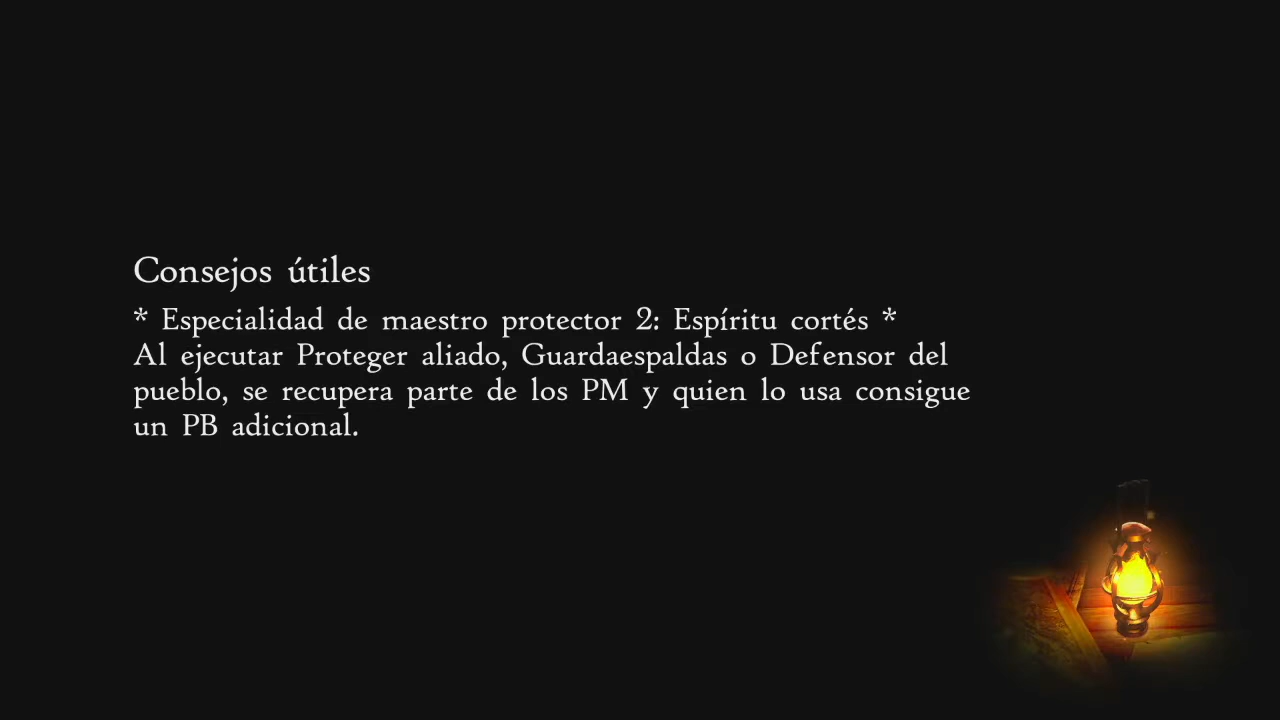 Consejos útiles
* Especialidad de maestro protector 2: Espíritu cortés *
Al ejecutar Proteger aliado, Guardaespaldas o Defensor del
pueblo, se recupera parte de los PM y quien lo usa consigue
un PB adicional.